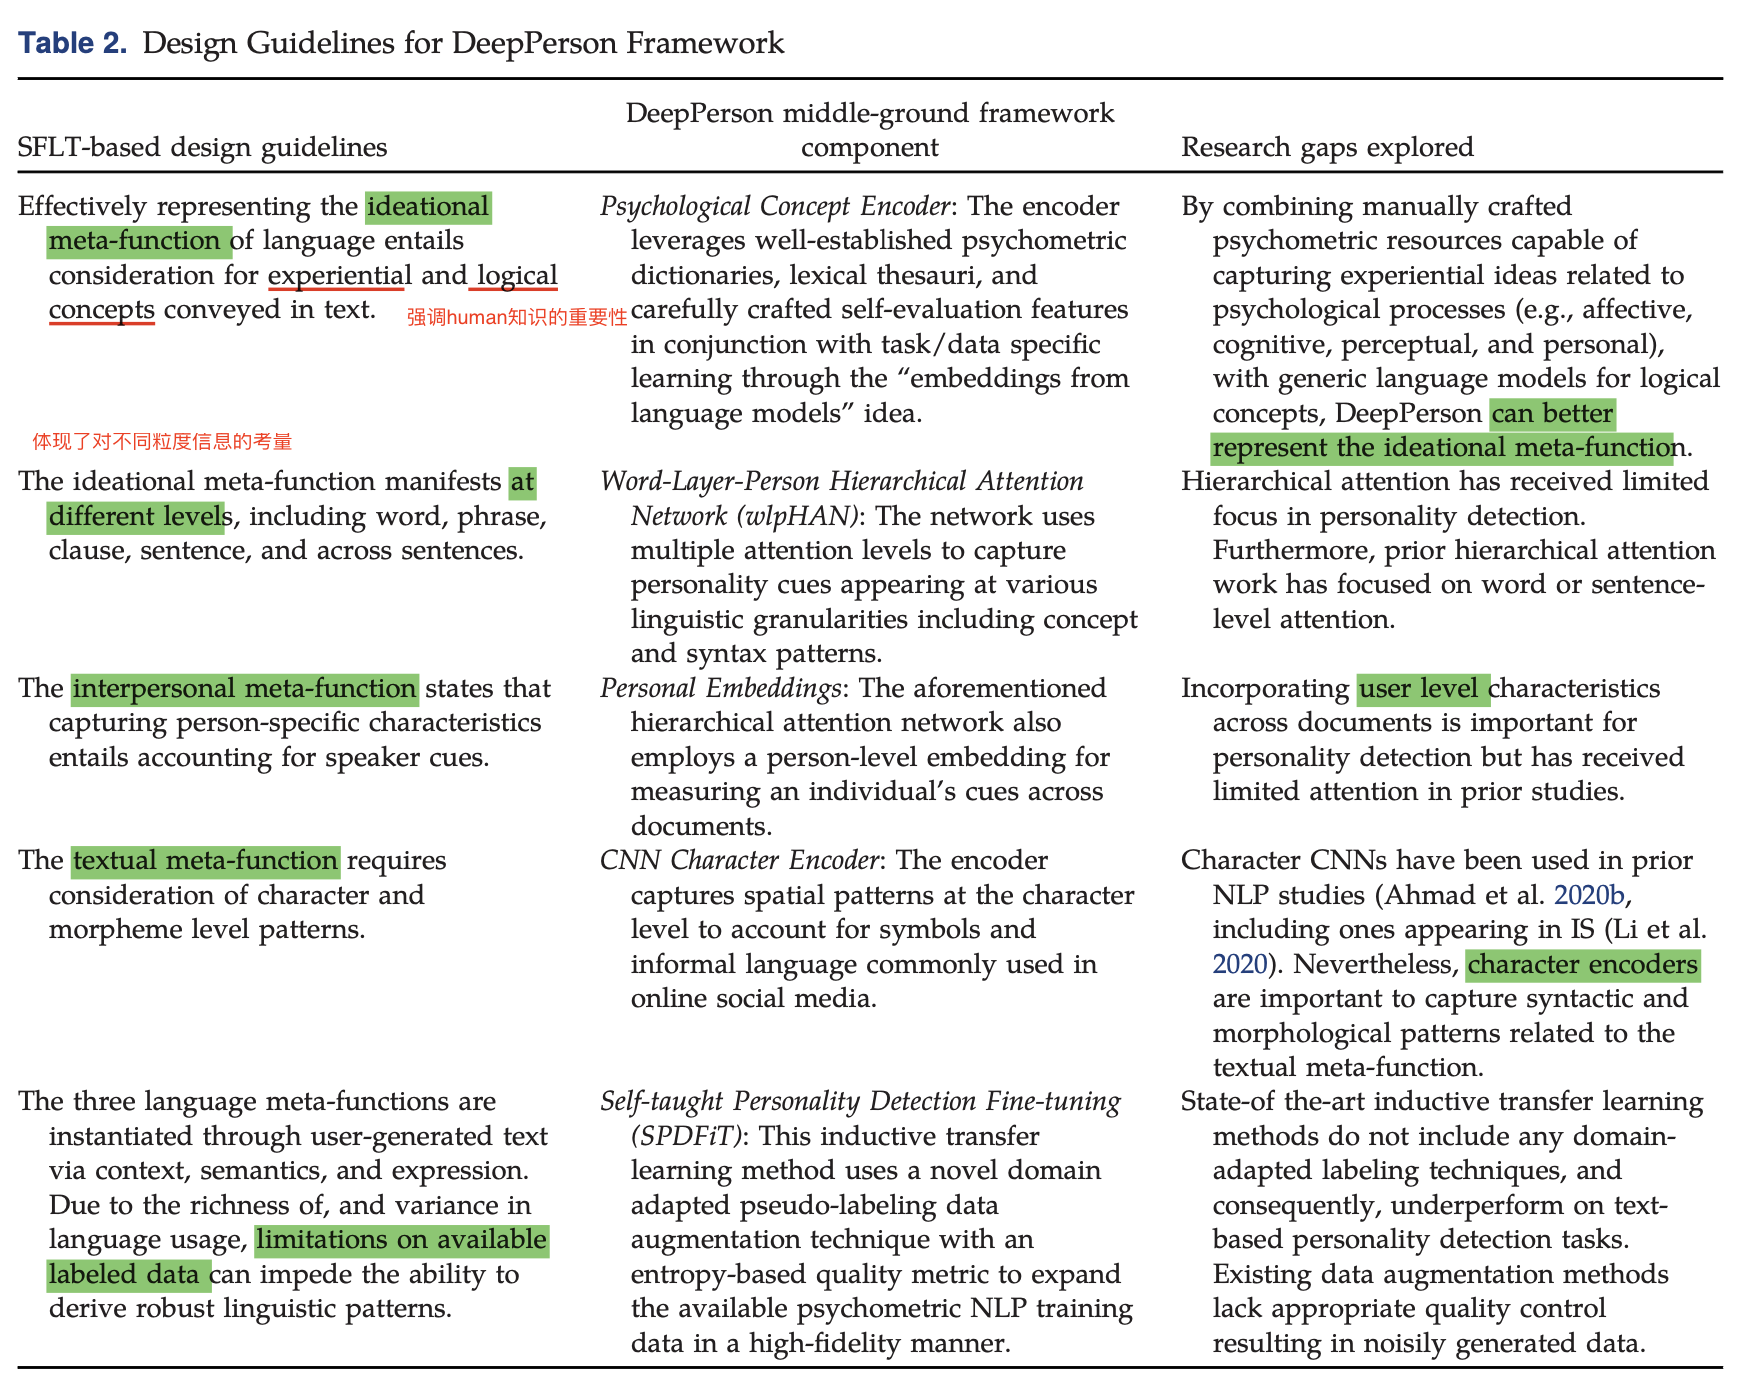 Table 2. Design Guidelines for DeepPerson Framework
SFLT-based design guidelines
DeepPerson middle-ground framework
component
Research gaps explored
Effectively representing the ideational
meta-function of language entails
consideration for experiential and logical
concepts conveyed in text.
强调human知识的重要性
Psychological Concept Encoder: The encoder
leverages well-established psychometric
dictionaries, lexical thesauri, and
carefully crafted self-evaluation features
in conjunction with task/data specific
learning through the “embeddings from
language models” idea.
By combining manually crafted
psychometric resources capable of
capturing experiential ideas related to
psychological processes (e.g., affective,
cognitive, perceptual, and personal),
with generic language models for logical
concepts, DeepPerson can better
represent the ideational meta-function.
体现了对不同粒度信息的考量
The ideational meta-function manifests at
different levels, including word, phrase,
clause, sentence, and across sentences.
Word-Layer-Person Hierarchical Attention
Network (wlpHAN): The network uses
multiple attention levels to capture
personality cues appearing at various
linguistic granularities including concept
and syntax patterns.
Hierarchical attention has received limited
focus in personality detection.
Furthermore, prior hierarchical attention
work has focused on word or sentence-
level attention.
The interpersonal meta-function states that
capturing person-specific characteristics
entails accounting for speaker cues.
Personal Embeddings: The aforementioned
hierarchical attention network also
employs a person-level embedding for
measuring an individual’s cues across
documents.
Incorporating user level characteristics
across documents is important for
personality detection but has received
limited attention in prior studies.
The textual meta-function requires
consideration of character and
morpheme level patterns.
CNN Character Encoder: The encoder
captures spatial patterns at the character
level to account for symbols and
informal language commonly used in
online social media.
Character CNNs have been used in prior
NLP studies (Ahmad et al. 2020b,
including ones appearing in IS (Li et al.
2020). Nevertheless, character encoders
are important to capture syntactic and
morphological patterns related to the
textual meta-function.
The three language meta-functions are
instantiated through user-generated text
via context, semantics, and expression.
Due to the richness of, and variance in
language usage, limitations on available
labeled data can impede the ability to
derive robust linguistic patterns.
Self-taught Personality Detection Fine-tuning
(SPDFiT): This inductive transfer
learning method uses a novel domain
adapted pseudo-labeling data
augmentation technique with an
entropy-based quality metric to expand
the available psychometric NLP training
data in a high-fidelity manner.
State-of the-art inductive transfer learning
methods do not include any domain-
adapted labeling techniques, and
consequently, underperform on text-
based personality detection tasks.
Existing data augmentation methods
lack appropriate quality control
resulting in noisily generated data.